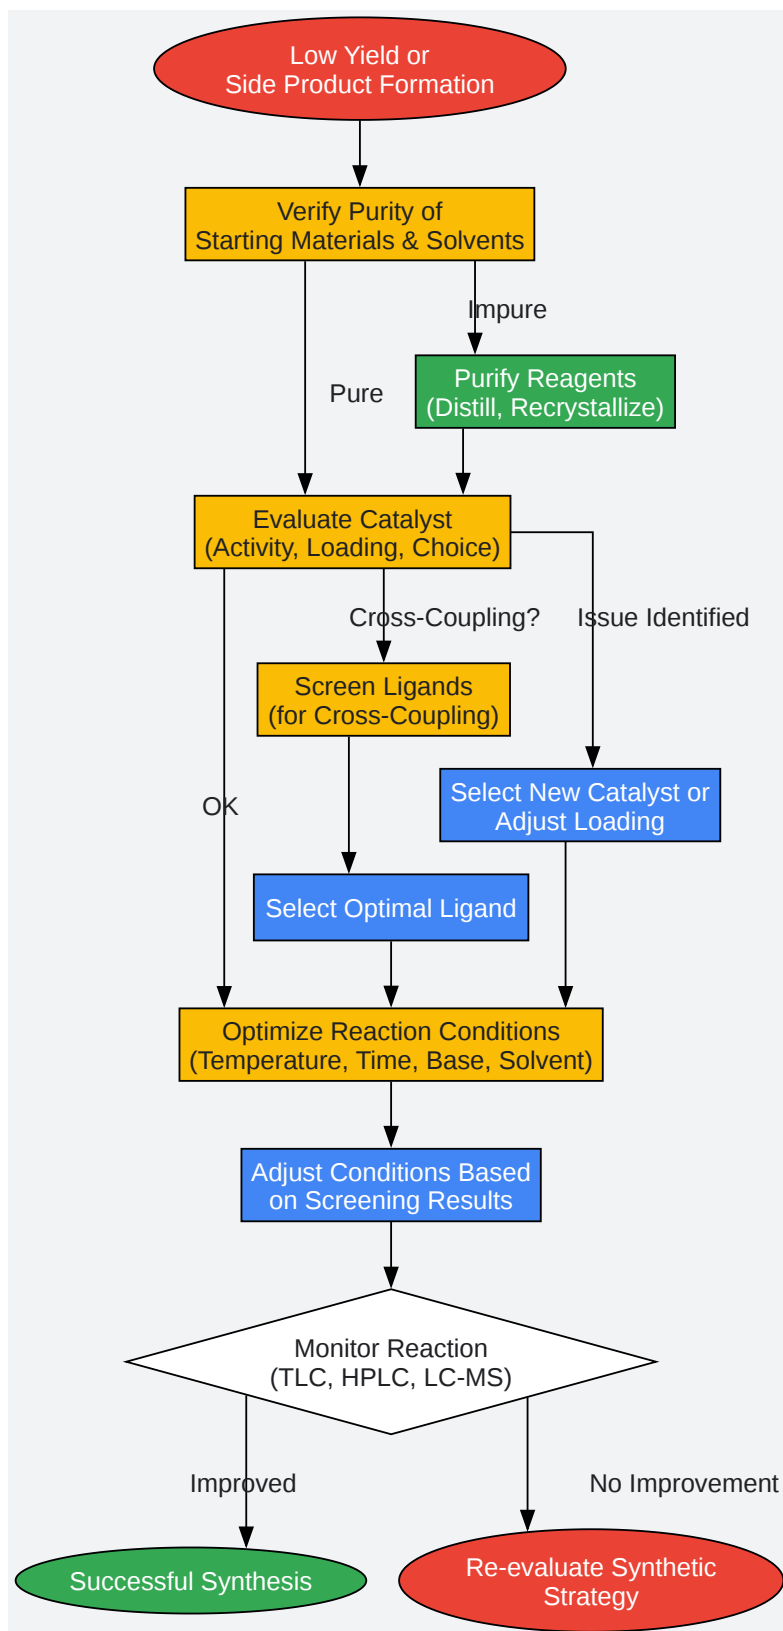 Low Yield or
Side Product Formation
Verify Purity of
Starting Materials & Solvents
Impure
Purify Reagents
(Distill, Recrystallize)
Pure
Evaluate Catalyst
(Activity, Loading, Choice)
Cross-Coupling?
Issue Identified
Screen Ligands
(for Cross-Coupling)
Select New Catalyst or
Adjust Loading
OK
Select Optimal Ligand
Optimize Reaction Conditions
(Temperature, Time, Base, Solvent)
Adjust Conditions Based
on Screening Results
Monitor Reaction
(TLC, HPLC, LC-MS)
Improved
No Improvement
Successful Synthesis
Re-evaluate Synthetic
Strategy